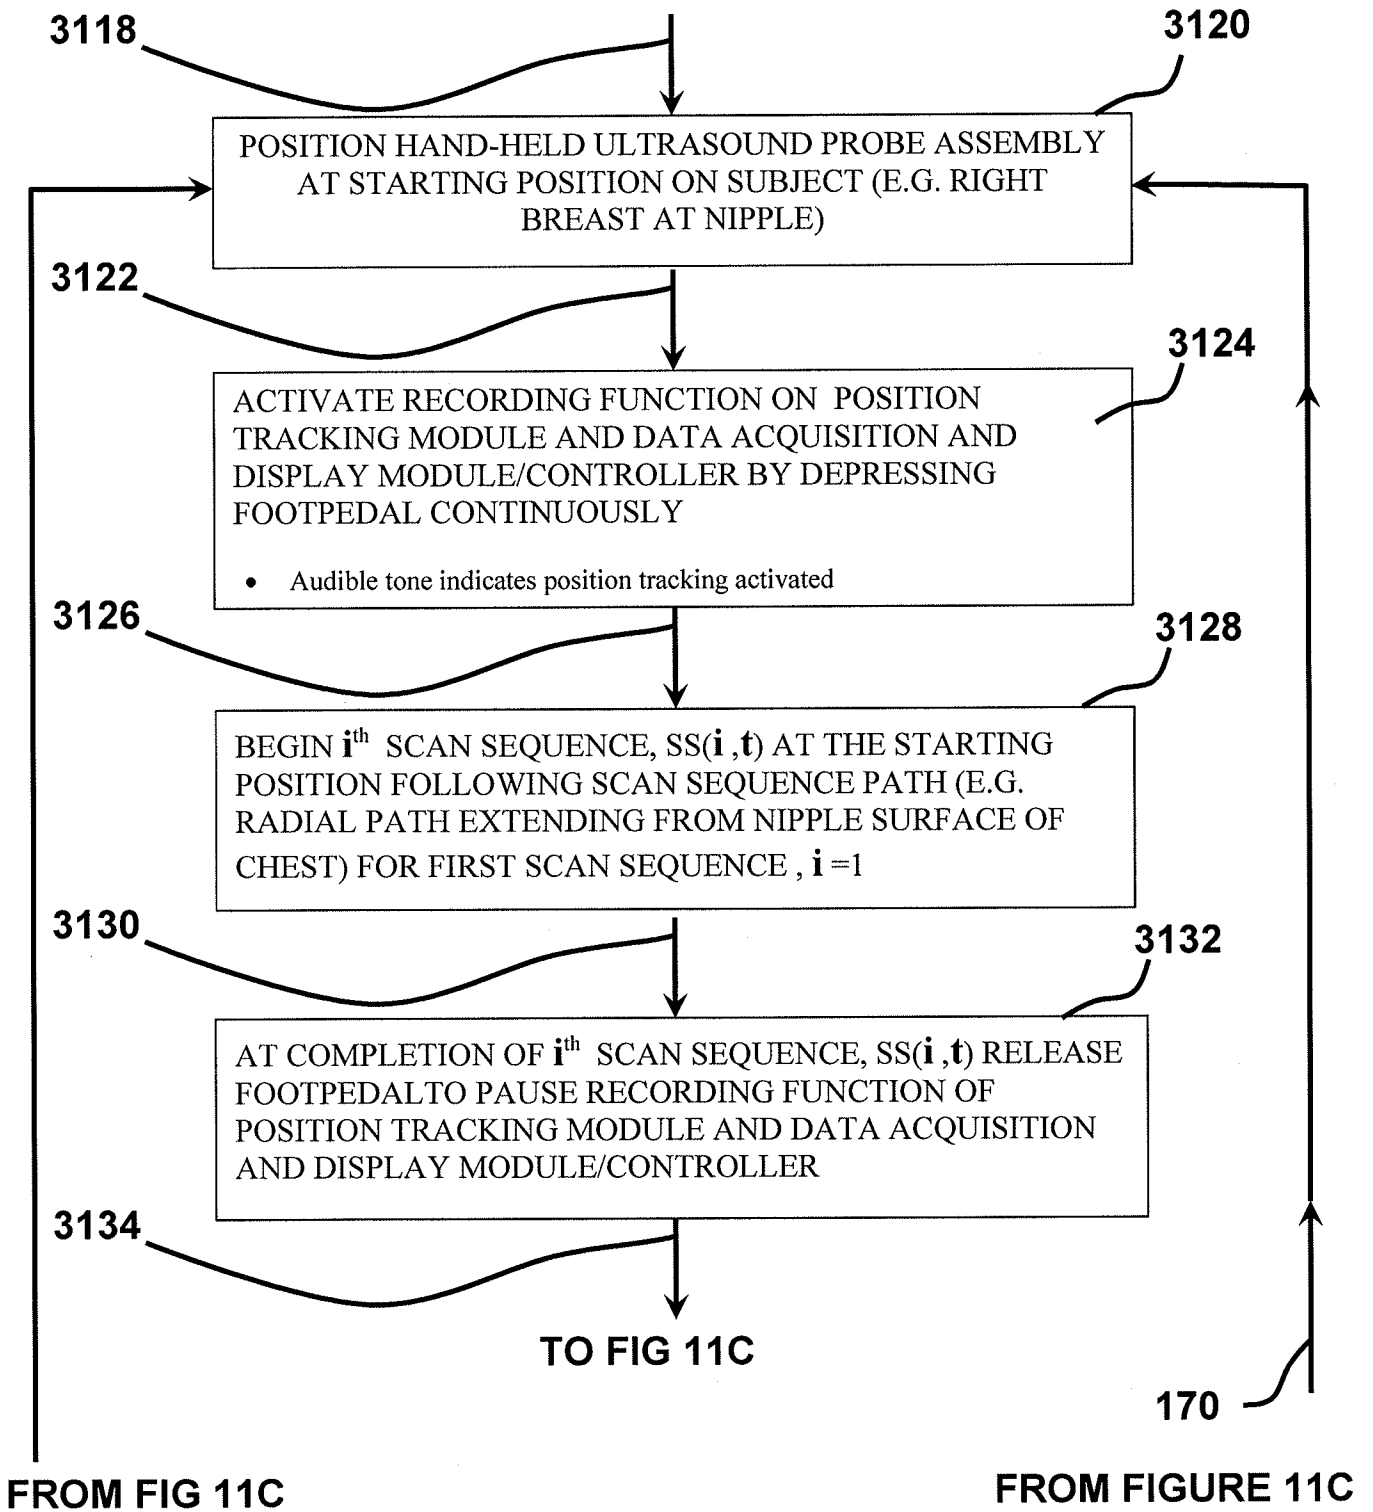 3118
3120
POSITION HAND-HELD ULTRASOUND PROBE ASSEMBLY
AT STARTING POSITION ON SUBJECT (E.G. RIGHT
BREAST AT NIPPLE)
3122
3124
ACTIVATE RECORDING FUNCTION ON POSITION
TRACKING MODULE AND DATA ACQUISITION AND
DISPLAY MODULE/CONTROLLER BY DEPRESSING
FOOTPEDAL CONTINUOUSLY
• Audible tone indicates position tracking activated
3126
3128
BEGIN ith SCAN SEQUENCE, SS(i ,t) AT THE STARTING
POSITION FOLLOWING SCAN SEQUENCE PATH (E.G.
RADIAL PATH EXTENDING FROM NIPPLE SURFACE OF
CHEST) FOR FIRST SCAN SEQUENCE , i =1
3130
3132
AT COMPLETION OF ith SCAN SEQUENCE, SS(i ,t) RELEASE
FOOTPEDALTO PAUSE RECORDING FUNCTION OF
POSITION TRACKING MODULE AND DATA ACQUISITION
AND DISPLAY MODULE/CONTROLLER
3134
TO FIG 11C
170
FROM FIG 11C
FROM FIGURE 11C